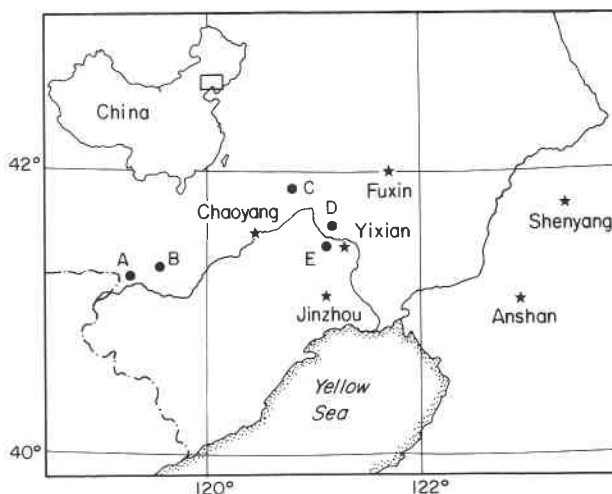 China
42°
C
Fuxin
D
Chaoyang
Shenyang
Yixian
E
B
A
Jinzhou
Anshan
Yellow
Sea
40°
120°
122°